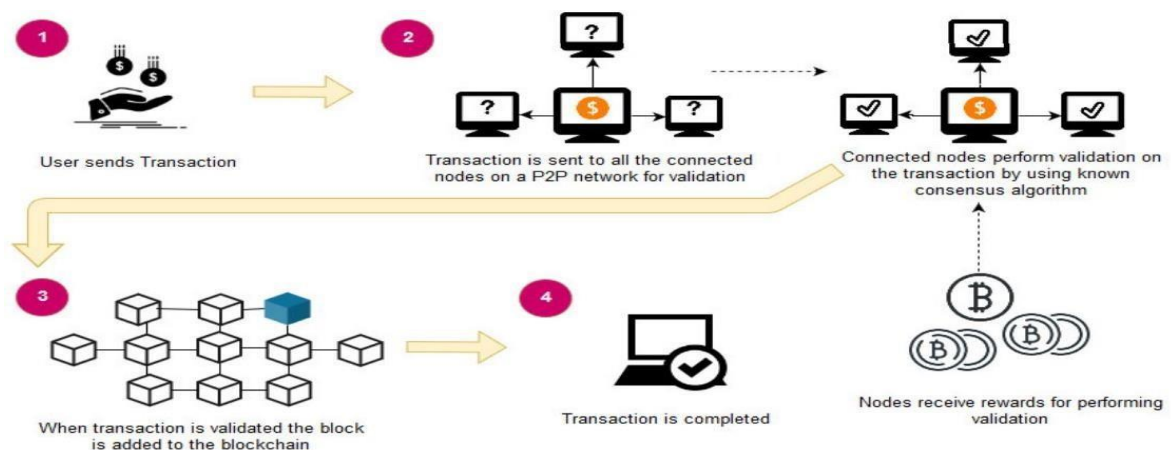 1
User sends Transaction
2
?
?
?
$
Transaction is sent to all the connected
nodes on a P2P network for validation
$
Connected nodes perform validation on
the transaction by using known
consensus algorithm
3
When transaction is validated the block
is added to the blockchain
4
Transaction is completed
Nodes receive rewards for performing
validation